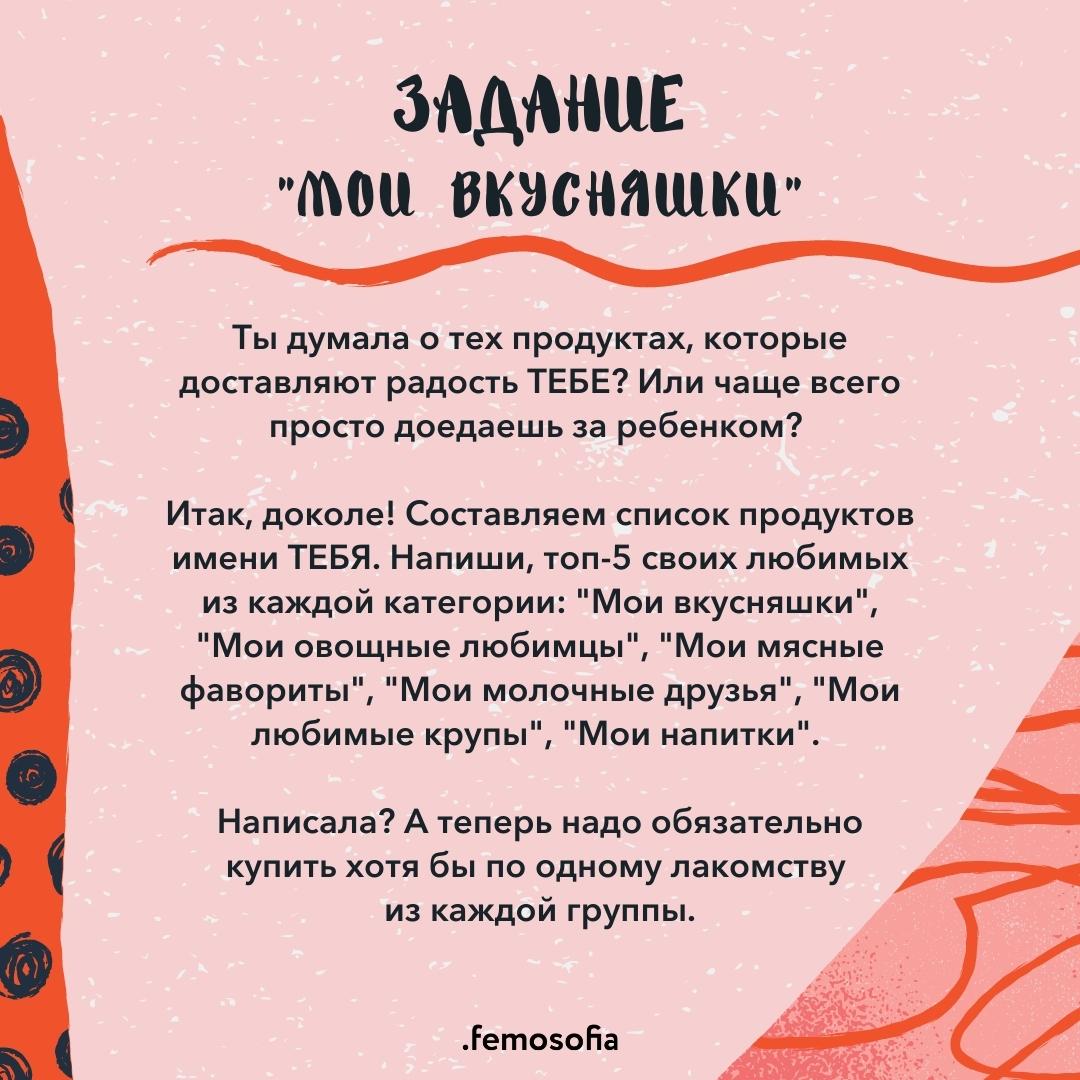 ЗАДАНИЕ
"МОИ ВКУСНЯШКИ"
Ты думала о тех продуктах, которые
доставляют радость ТЕБЕ? Или чаще всего
просто доедаешь за ребенком?
Итак, доколе! Составляем список продуктов
имени ТЕБЯ. Напиши, топ-5 своих любимых
из каждой категории: "Мои вкусняшки",
"Мои овощные любимцы", "Мои мясные
фавориты", "Мои молочные друзья", "Мои
любимые крупы", "Мои напитки".
Написала? А теперь надо обязательно
купить хотя бы по одному лакомству
из каждой группы.
.femosofia